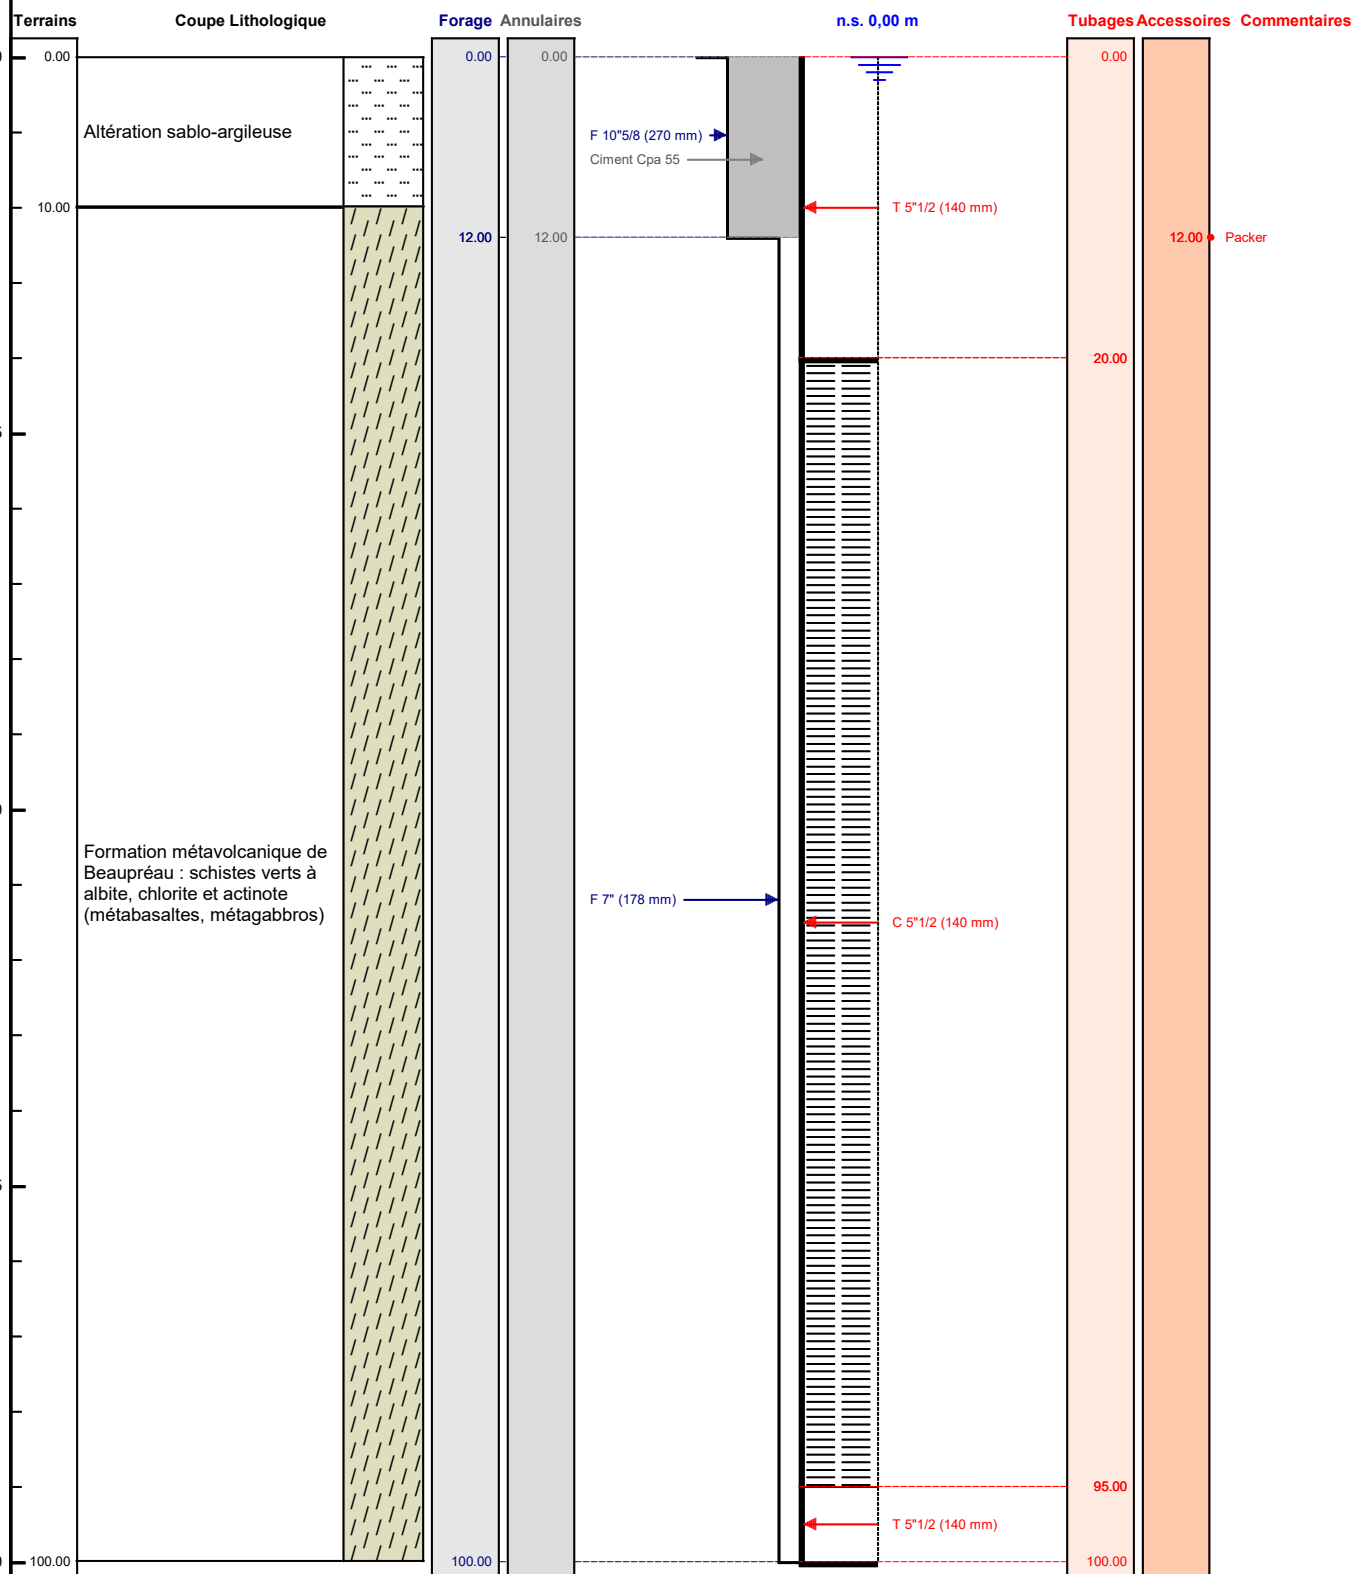 Terrains Coupe Lithologique Forage Annulaires n.s. 0,00 m Tubages Accessoires Commentaires
0.00 0.00 0.00 0.00
Altération sablo-argileuse
F 10"5/8 (270 mm)
Ciment Cpa 55
10.00 T 5"1/2 (140 mm)
12.00 12.00 12.00 Packer
20.00
Formation métavolcanique de
Beaupréau : schistes verts à
albite, chlorite et actinote
(métabasaltes, métagabbros)
F 7" (178 mm)
C 5"1/2 (140 mm)
95.00
T 5"1/2 (140 mm)
100.00 100.00 100.00